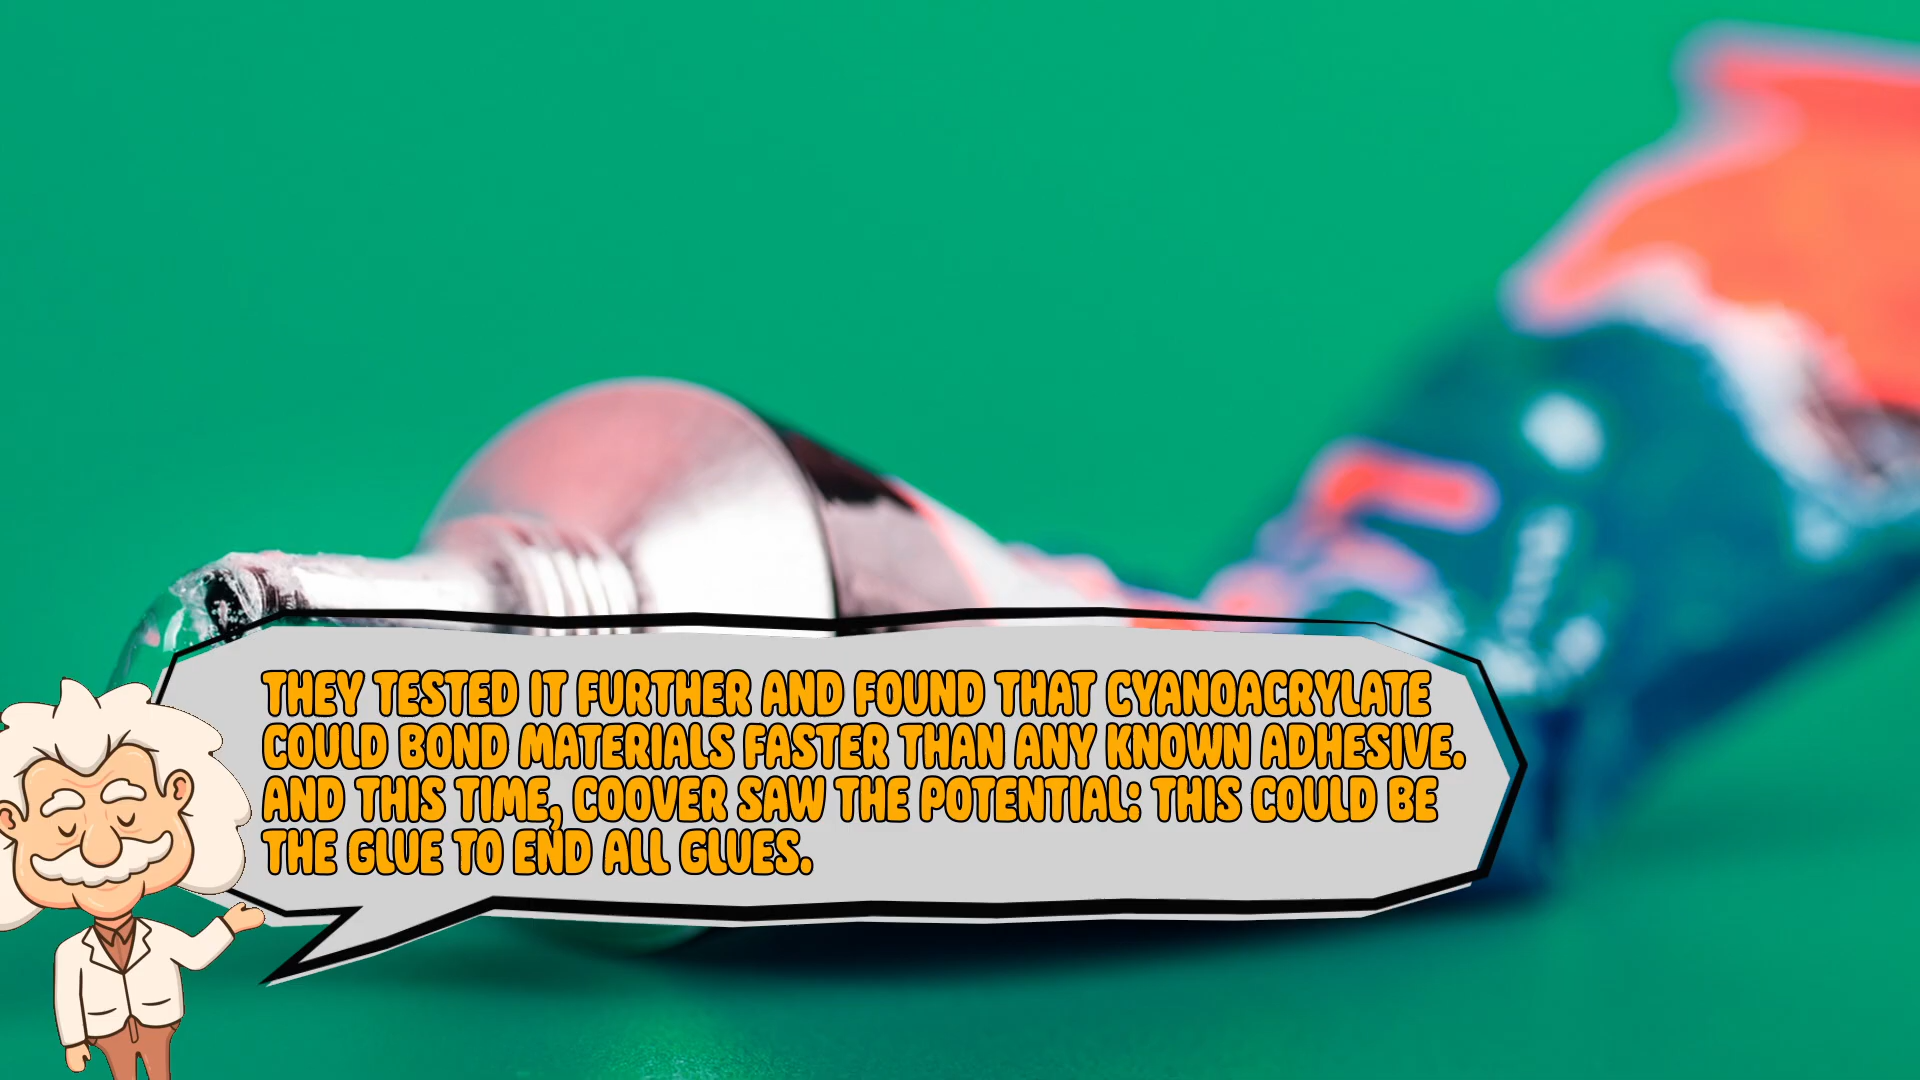 THEY TESTED IT FURTHER AND FOUND THAT CYANOACRYLATE
COULD BOND MATERIALS FASTER THAN ANY KNOWN ADHESIVE.
AND THIS TIME, COOVER SAW THE POTENTIAL: THIS COULD BE
THE GLUE TO END ALL GLUES.